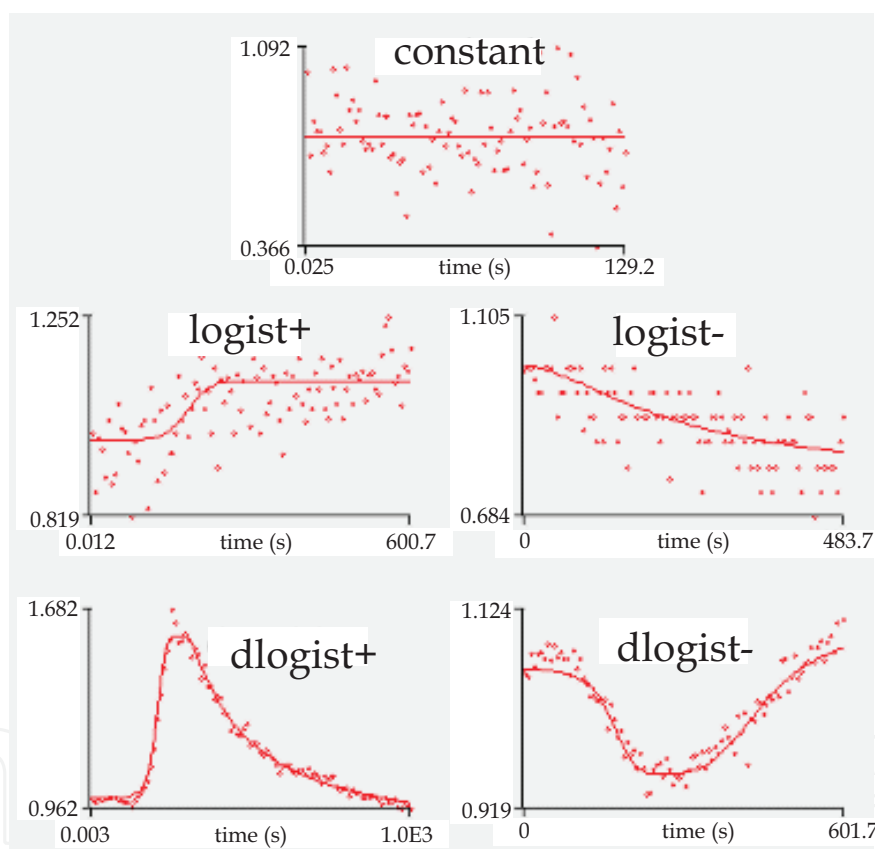 constant
1.092
0.366
0.025 time (s) 129.2
logist+
1.252
0.819
0.012 time (s) 600.7
logist-
1.105
0.684
0 time (s) 483.7
dlogist+
1.682
0.962
0.003 time (s) 1.0E3
dlogist-
1.124
0.919
0 time (s) 601.7